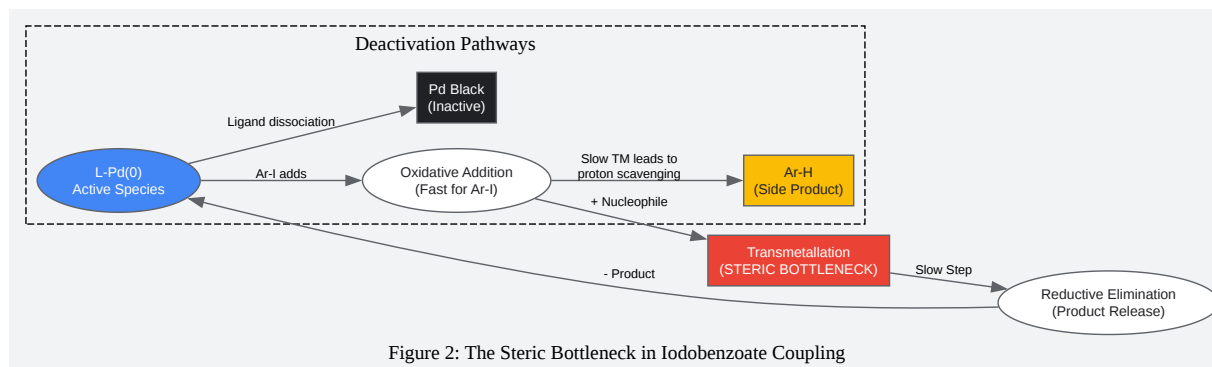 Deactivation Pathways
Pd Black
(Inactive)
Ligand dissociation
L-Pd(0)
Active Species
Ar-I adds
Oxidative Addition
(Fast for Ar-I)
Slow TM leads to
proton scavenging
Ar-H
(Side Product)
+ Nucleophile
Transmetallation
(STERIC BOTTLENECK)
Slow Step
- Product
Reductive Elimination
(Product Release)
Figure 2: The Steric Bottleneck in Iodobenzoate Coupling